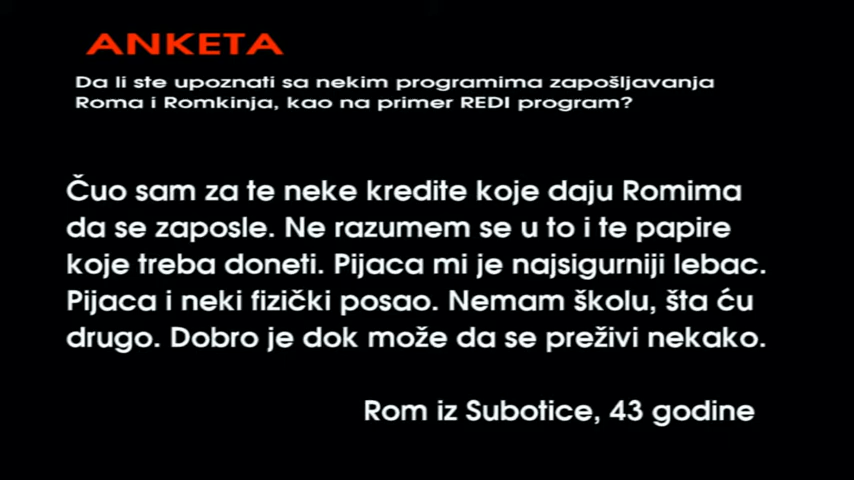 ANKETA
Da li ste upoznati sa nekim programima zapošljavanja
Roma i Romkinja, kao na primer REDI program?
Čuo sam za te neke kredite koje daju Romima
da se zaposle. Ne razumem se u to i te papire
koje treba doneti. Pijaca mi je najsigurniji lebac.
Pijaca i neki fizički posao. Nemam školu, šta ću
drugo. Dobro je dok može da se preživi nekako.
Rom iz Subotice, 43 godine